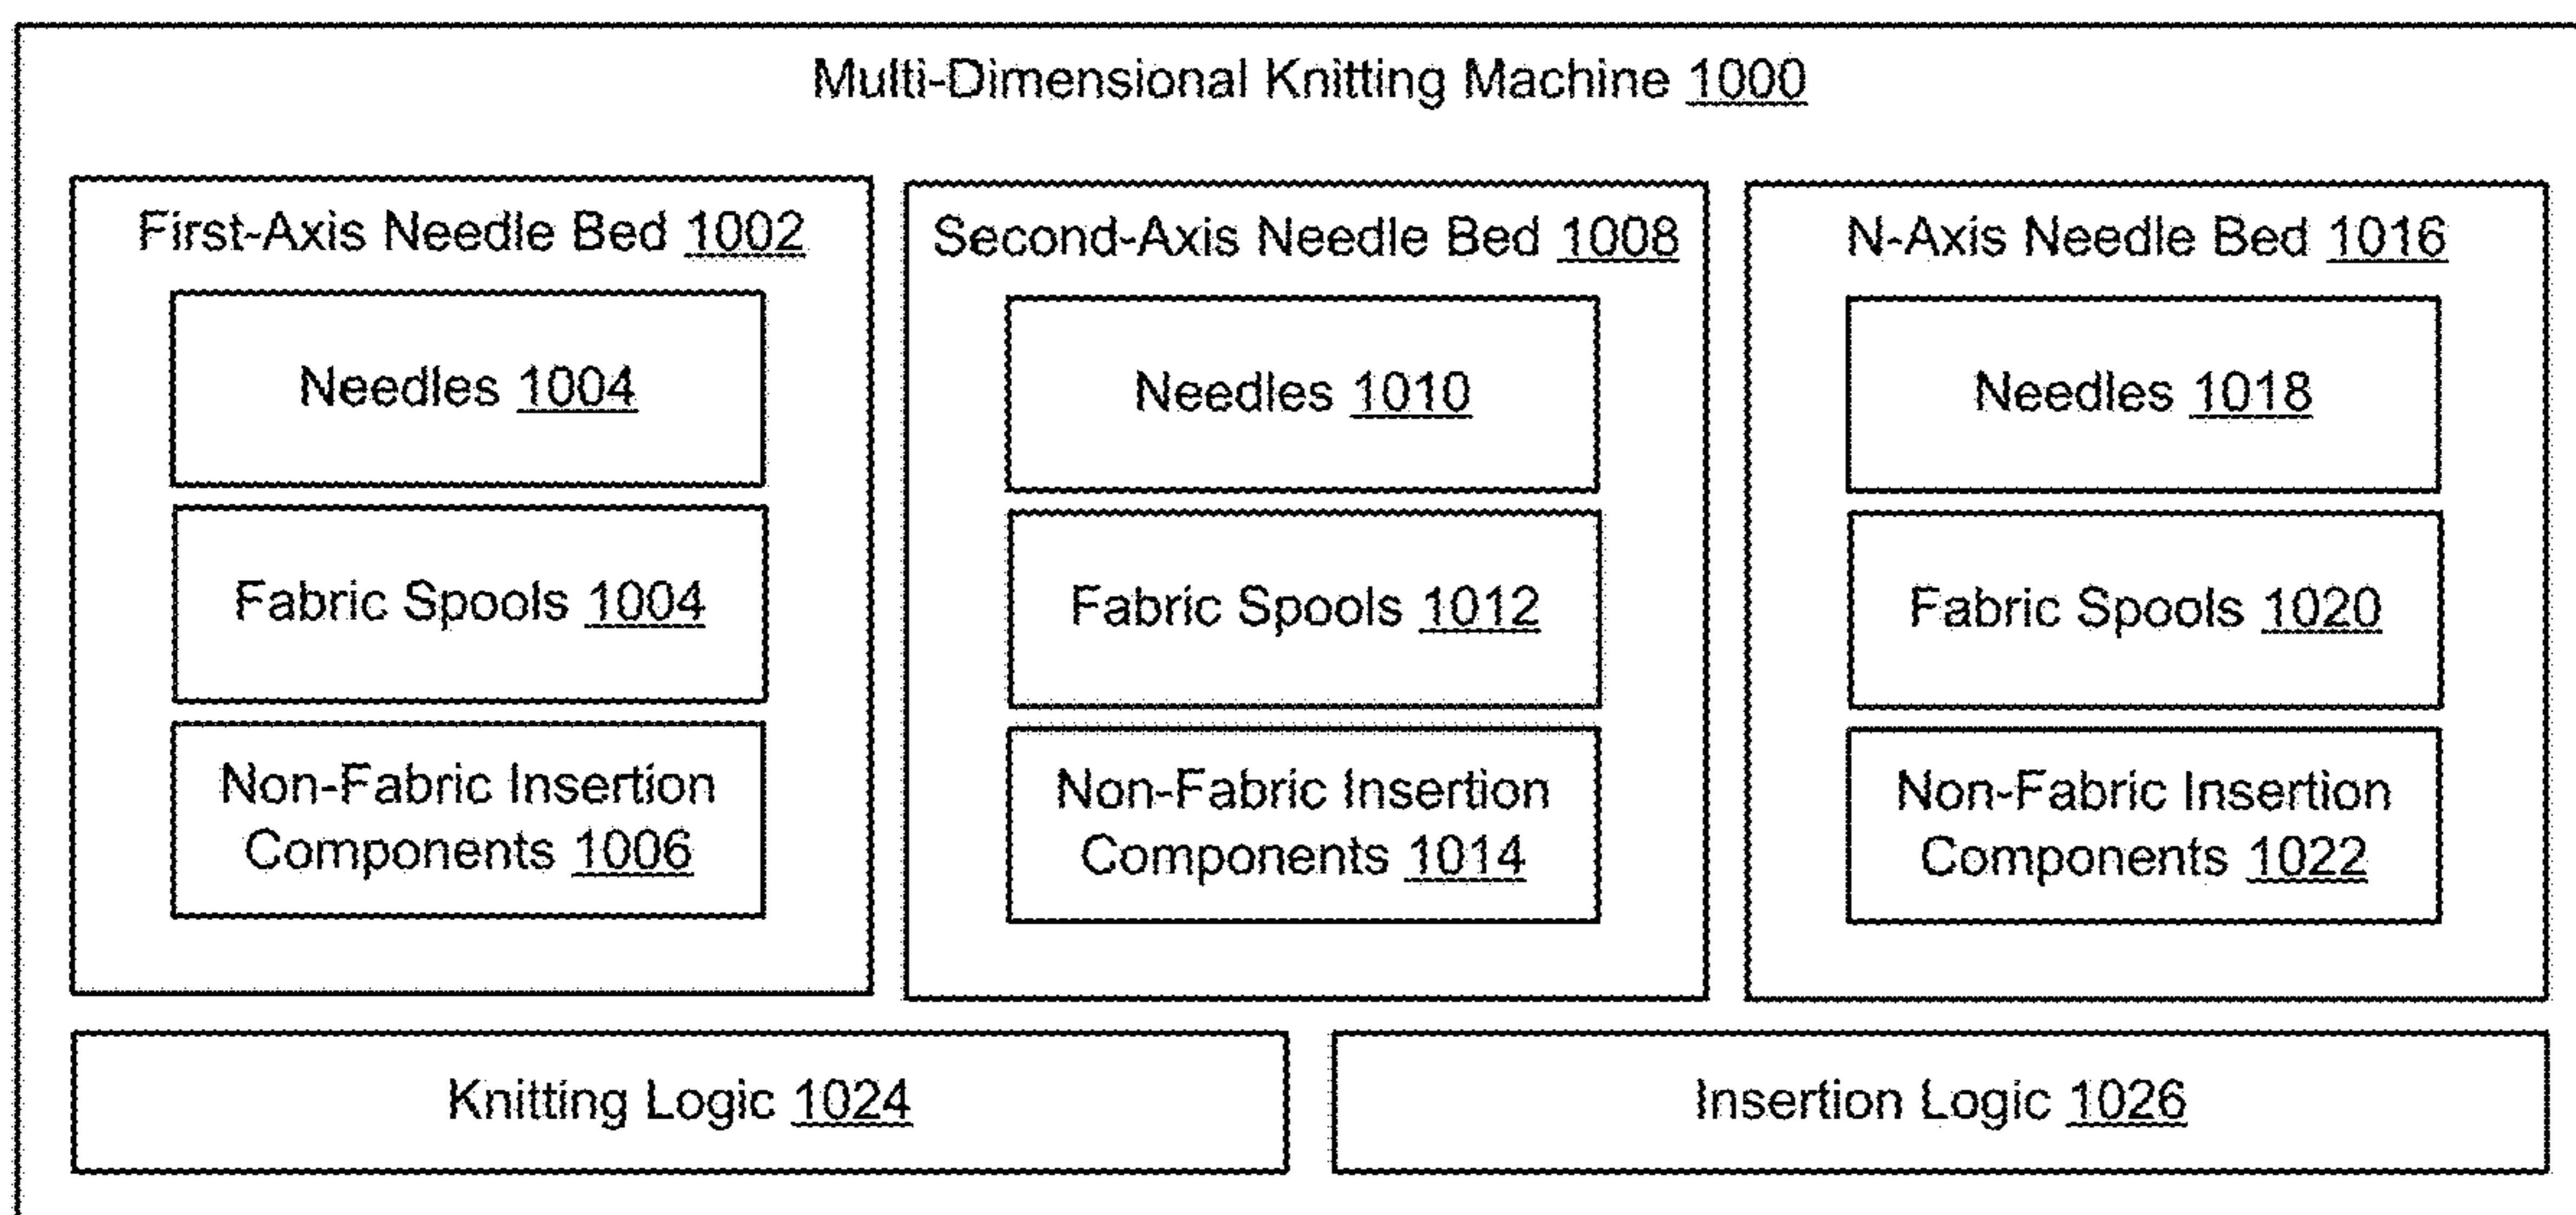 Multi-Dimensional Knitting Machine 1000
First-Axis Needle Bed 1002
Needles 1004
Fabric Spools 1004
Non-Fabric Insertion
Components 1006
Second-Axis Needle Bed 1008
Needles 1010
Fabric Spools 1012
Non-Fabric Insertion
Components 1014
N-Axis Needle Bed 1016
Needles 1018
Fabric Spools 1020
Non-Fabric Insertion
Components 1022
Knitting Logic 1024
Insertion Logic 1026